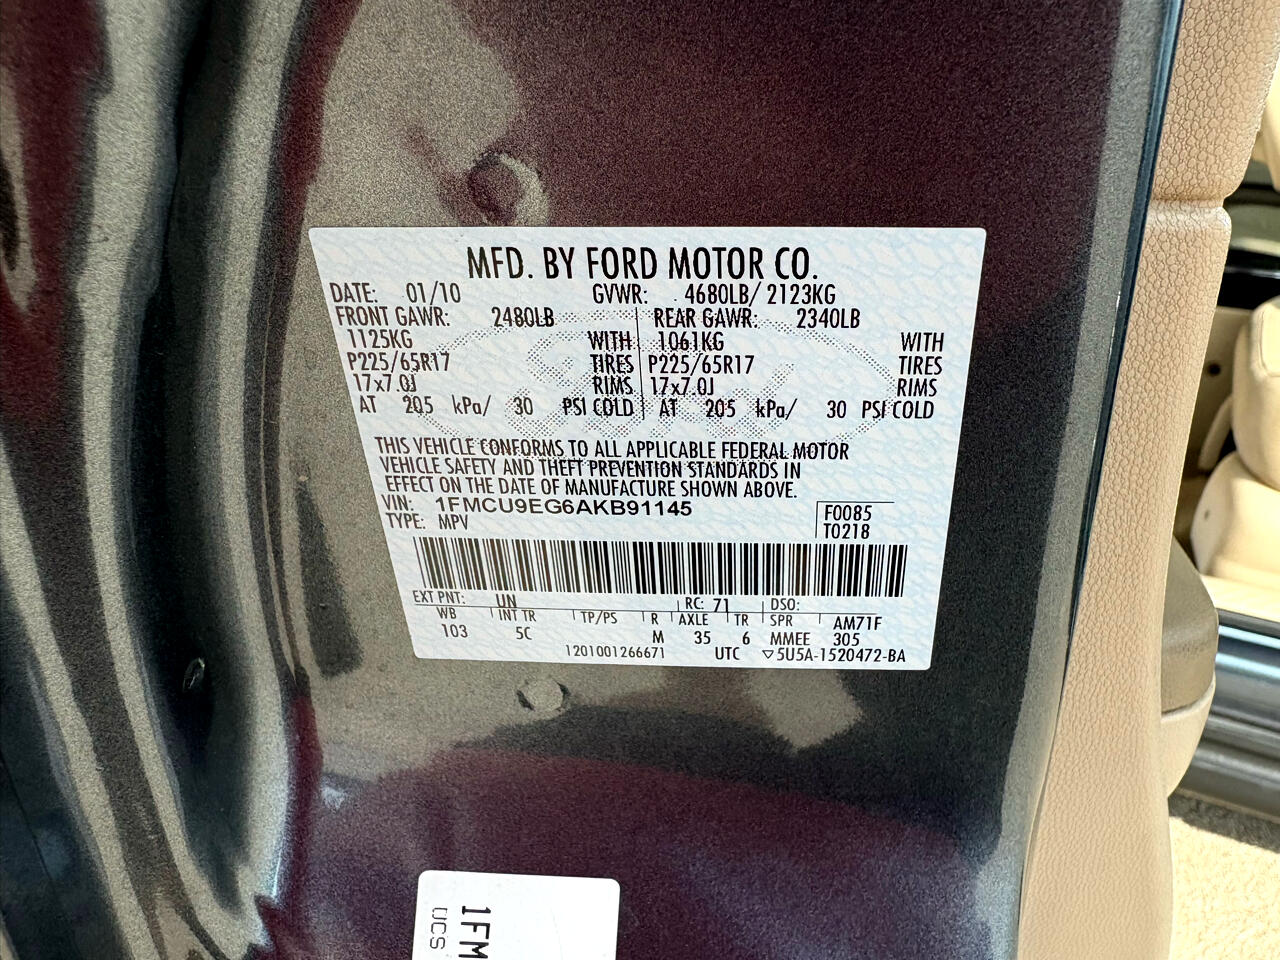 MFD. BY FORD MOTOR CO.
DATE: 01/10 GVWR: 4680LB/ 2123KG
FRONT GAWR: 2480LB REAR GAWR: 2340LB
1125KG WITH 1061KG WITH
P225/65R17 TIRES P225/65R17 TIRES
17x7.0J RIMS 17x7.0J RIMS
AT 205 kPa/ 30 PSI COLD AT 205 kPa/ 30 PSI COLD
THIS VEHICLE CONFORMS TO ALL APPLICABLE FEDERAL MOTOR
VEHICLE SAFETY AND THEFT PREVENTION STANDARDS IN
EFFECT ON THE DATE OF MANUFACTURE SHOWN ABOVE.
VIN: 1FMCU9EG6AKB91145
TYPE: MPV
F0085
T0218
EXT PNT: UN RC: 71 DSO:
WB INT TR TP/PS R AXLE TR SPR AM71F
103 5C M 35 6 MMEE 305
1201001266671 UTC ▽5U5A-1520472-BA
1FM
UCS